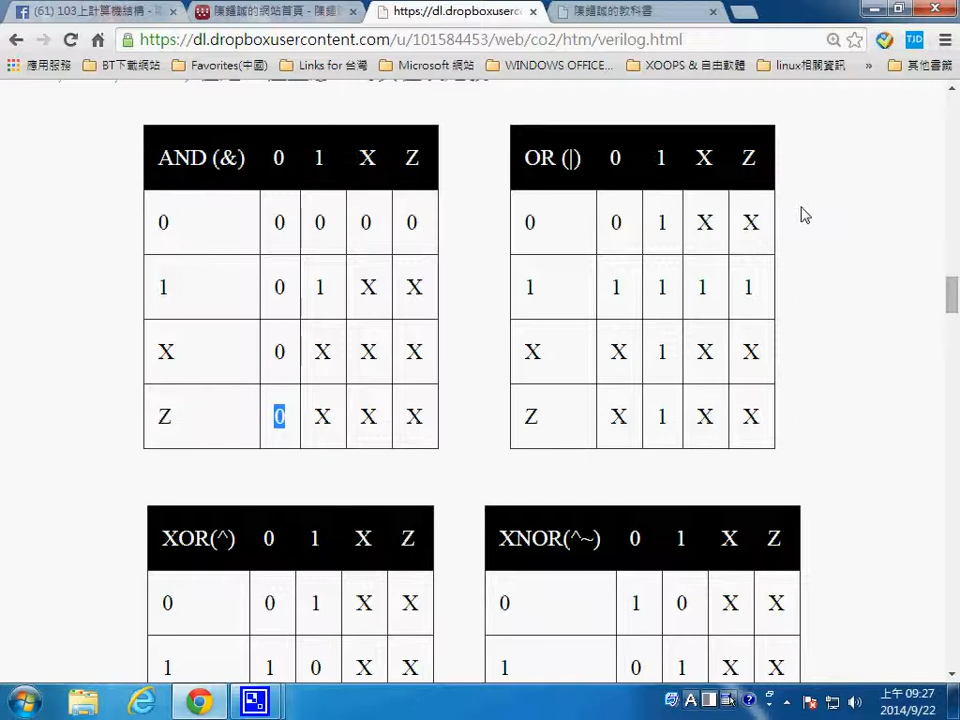 (61) 103上計算機結構 -
陳鍾誠的網站首頁 - 陳鍾
https://dl.dropboxuserc
陳鍾誠的教科書
https://dl.dropboxusercontent.com/u/101584453/web/co2/htm/verilog.html
應用服務
BT下載網站
Favorites(中國)
Links for 台灣
Microsoft 網站
WINDOWS OFFICE...
XOOPS & 自由軟體
linux相關資訊
»
其他書籤
AND (&) 0 1 X Z
0 0 0 0 0
1 0 1 X X
X 0 X X X
Z 0 X X X
OR (|) 0 1 X Z
0 0 1 X X
1 1 1 1 1
X X 1 X X
Z X 1 X X
XOR(^) 0 1 X Z
0 0 1 X X
1 1 0 X X
XNOR(^~) 0 1 X Z
0 1 0 X X
1 0 1 X X
A
上午 09:27
2014/9/22